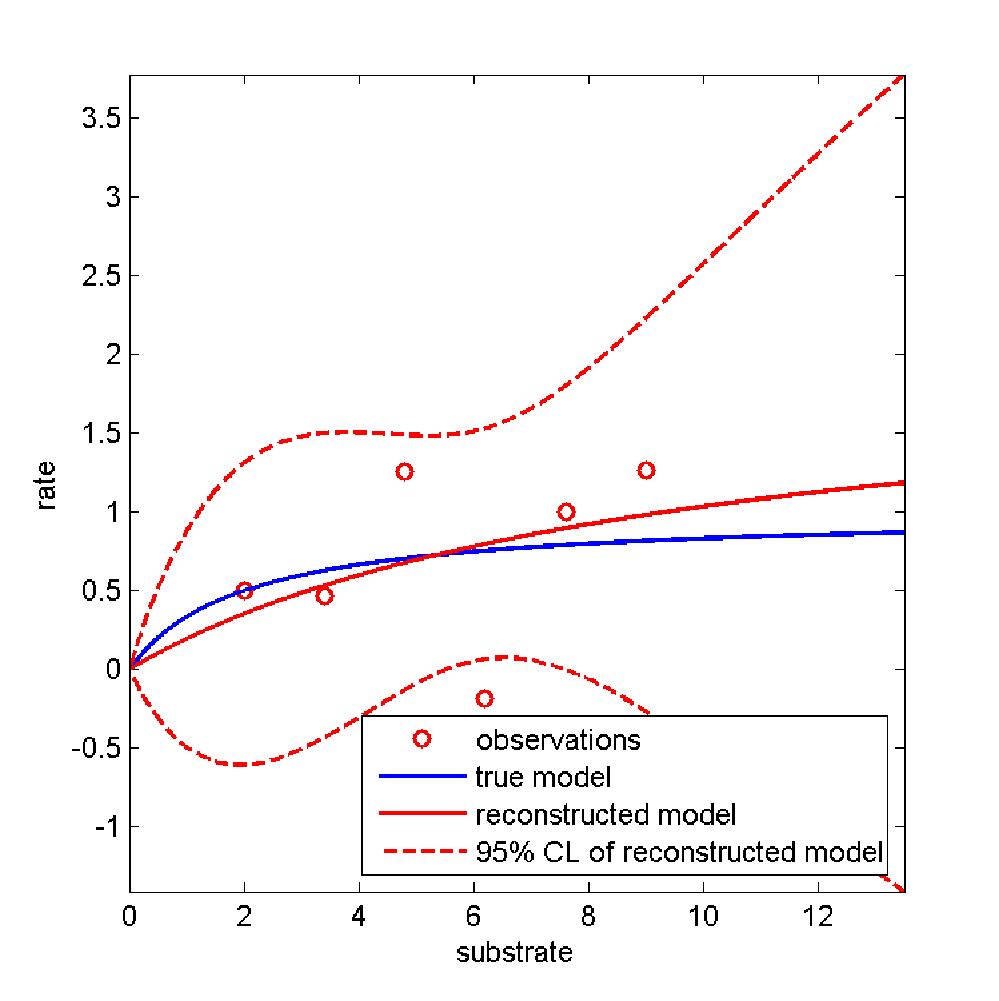 3.5
3
2.5
2
1.5
1
0.5
0
-0.5
-1
rate
observations
true model
reconstructed model
95% CL of reconstructed model
0 2 4 6 8 10 12
substrate